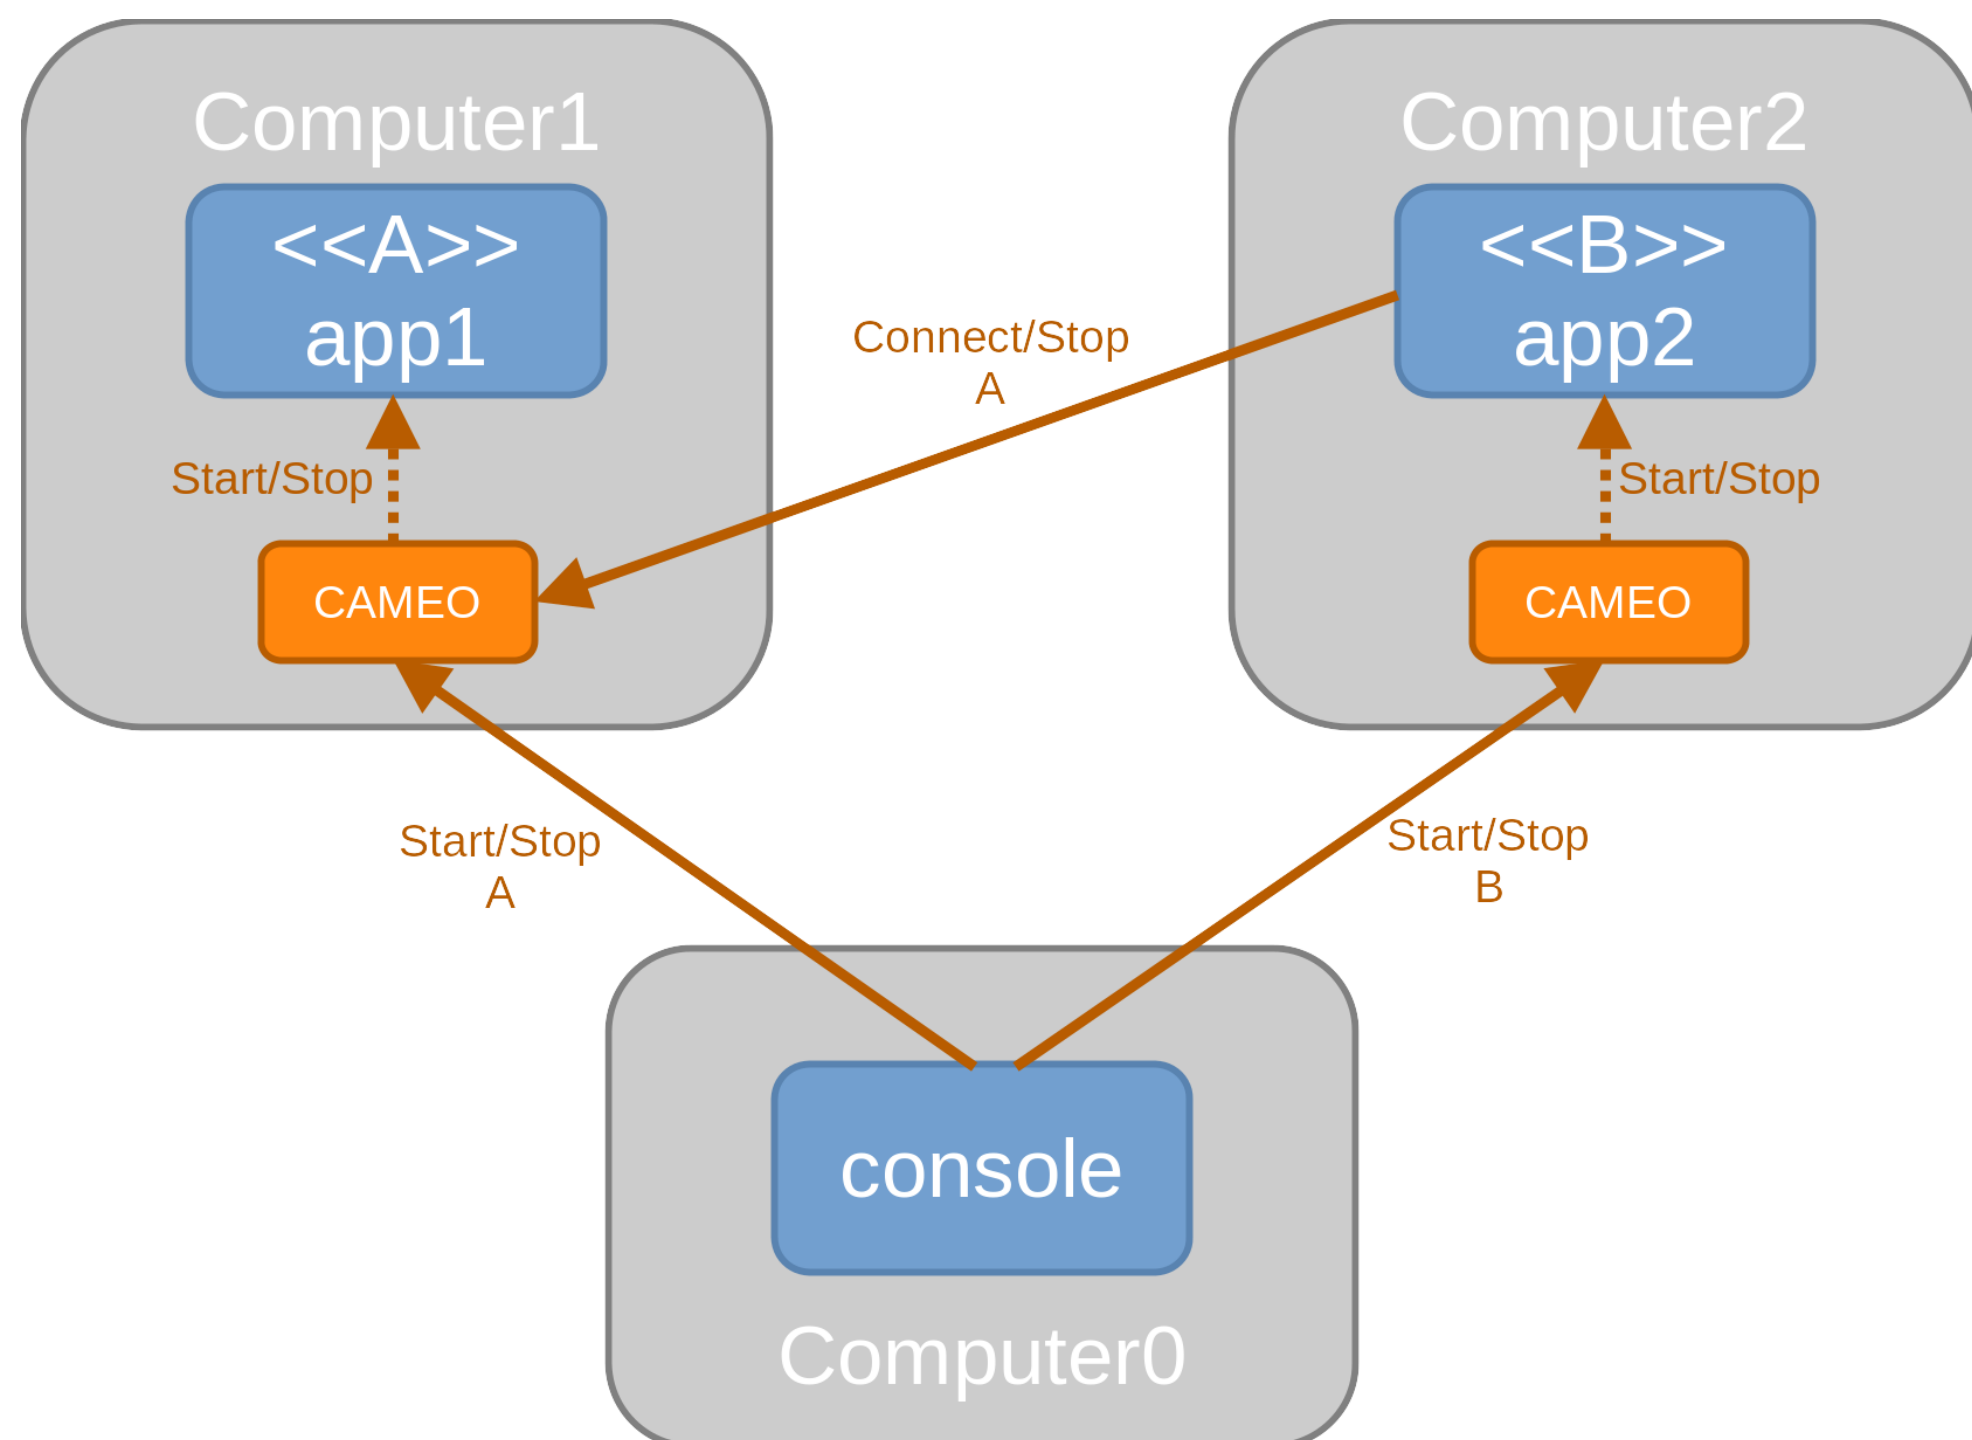 Computer1
<<A>>
app1
Start/Stop
CAMEO
Connect/Stop
A
Computer2
<<B>>
app2
Start/Stop
CAMEO
Start/Stop
A
Start/Stop
B
console
Computer0